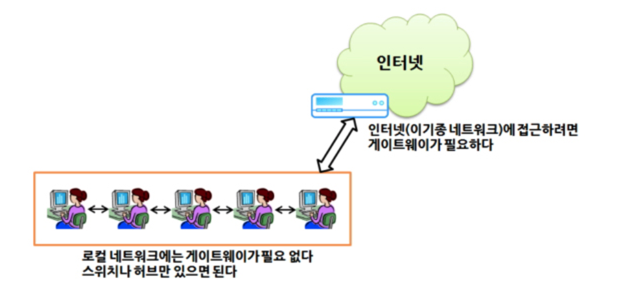 인터넷
인터넷(이기종 네트워크)에 접근하려면
게이트웨이가 필요하다
로컬 네트워크에는 게이트웨이가 필요 없다
스위치나 허브만 있으면 된다